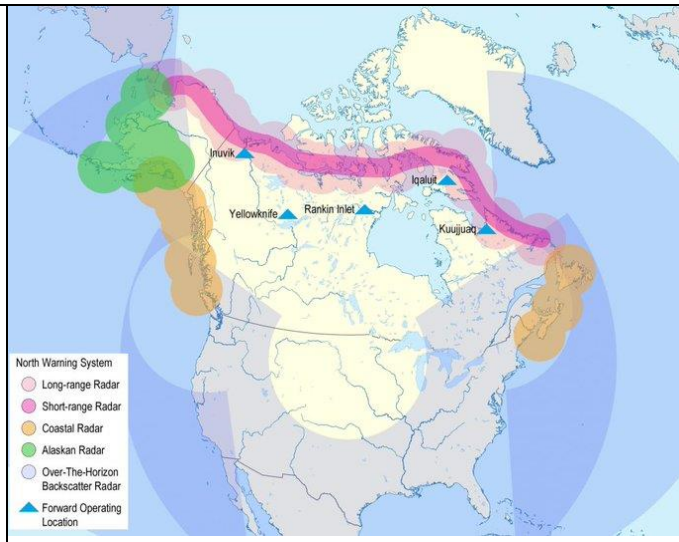 Inuvik
Iqaluit
Yellowknife
Rankin Inlet
Kuujjuaq
North Warning System
Long-range Radar
Short-range Radar
Coastal Radar
Alaskan Radar
Over-The-Horizon
Backscatter Radar
Forward Operating
Location